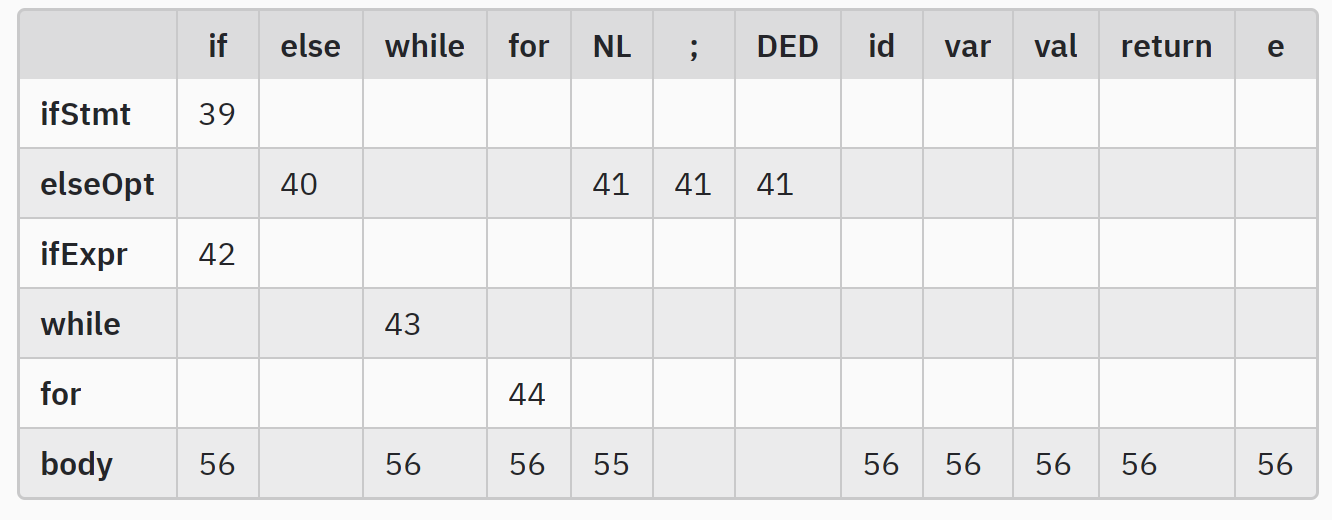 if else while for NL ; DED id var val return e
ifStmt 39
elseOpt 40 41 41 41
ifExpr 42
while 43
for 44
body 56 56 56 55 56 56 56 56 56